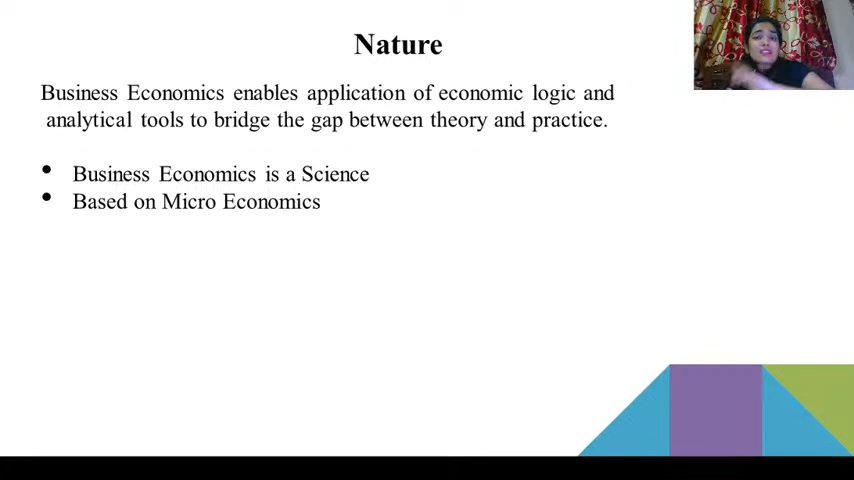 Nature
Business Economics enables application of economic logic and
analytical tools to bridge the gap between theory and practice.
• Business Economics is a Science
• Based on Micro Economics